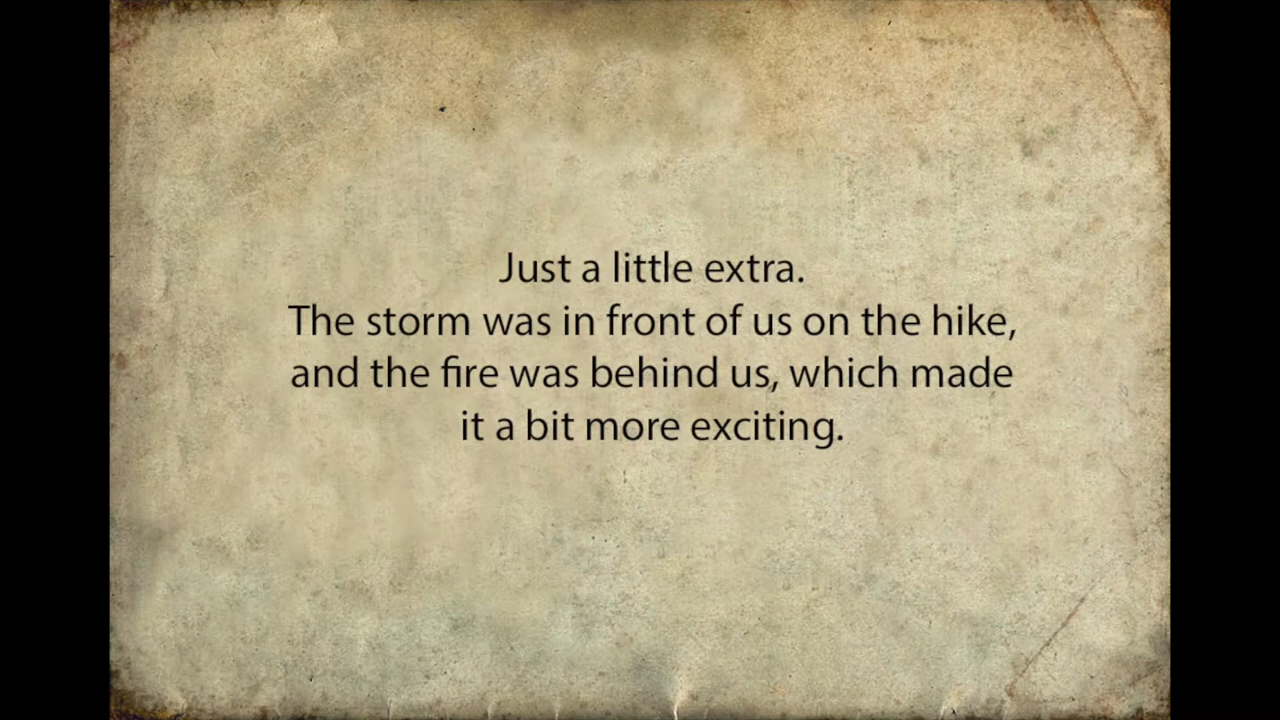 Just a little extra.
The storm was in front of us on the hike,
and the fire was behind us, which made
it a bit more exciting.